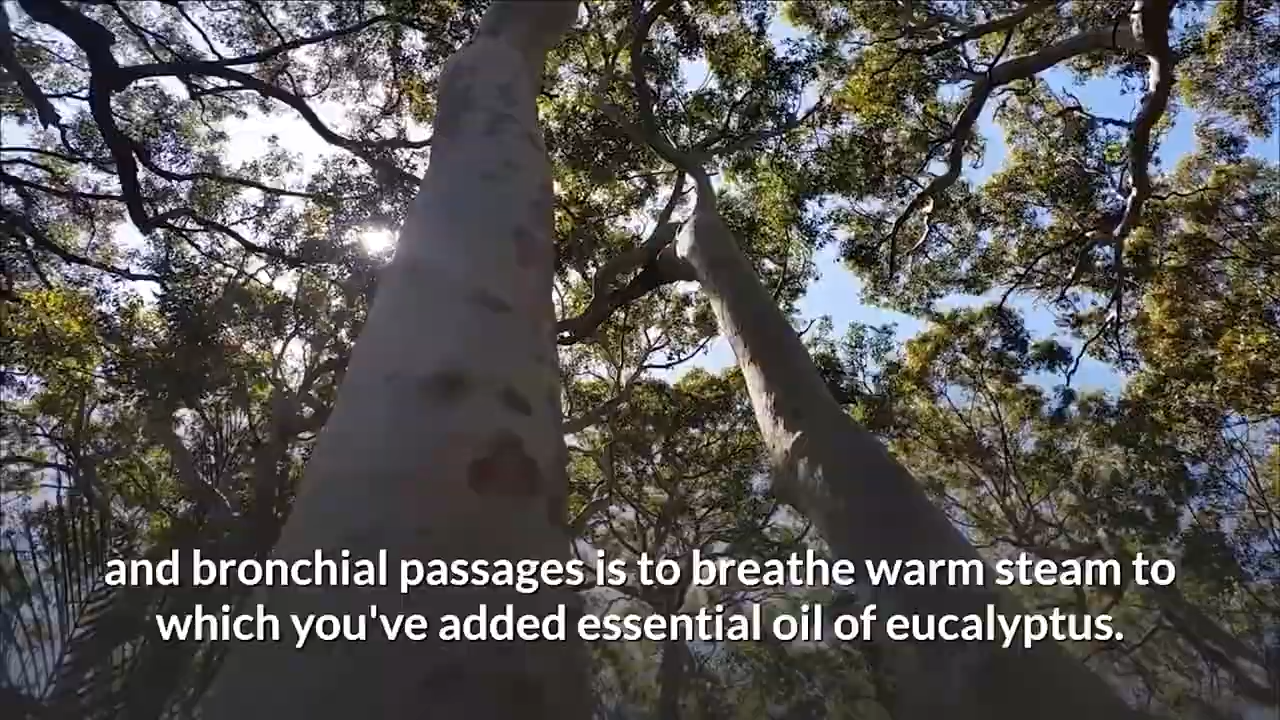 and bronchial passages is to breathe warm steam to
which you've added essential oil of eucalyptus.